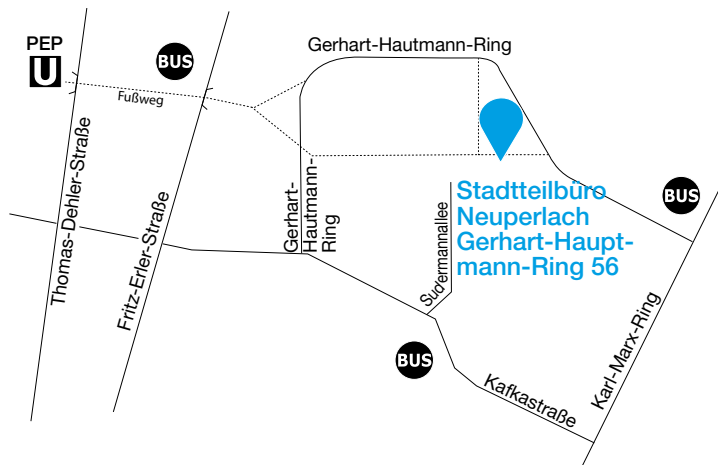 PEP
U
BUS
Gerhart-Hautmann-Ring
Fußweg
Thomas-Dehler-Straße
Fritz-Erler-Straße
Gerhart-
Hautmann-
Ring
Sudermannallee
Stadtteilbüro
Neuperlach
Gerhart-Haupt-
mann-Ring 56
BUS
BUS
Kafkastraße
Karl-Marx-Ring